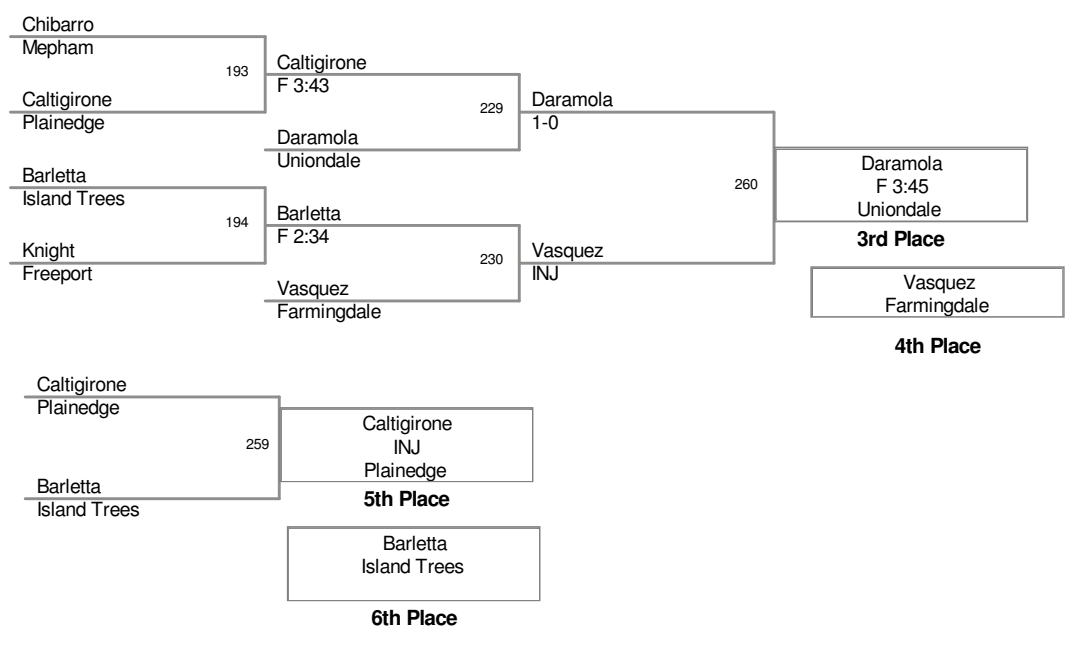 Chibarro
Mepham
193
Caltigirone
F 3:43
Caltigirone
Plainedge
229
Daramola
1-0
Daramola
Uniondale
Barletta
Island Trees
260
Daramola
F 3:45
Uniondale
3rd Place
194
Barletta
F 2:34
Knight
Freeport
230
Vasquez
INJ
Vasquez
Farmingdale
Vasquez
Farmingdale
4th Place
Caltigirone
Plainedge
259
Caltigirone
INJ
Plainedge
5th Place
Barletta
Island Trees
Barletta
Island Trees
6th Place